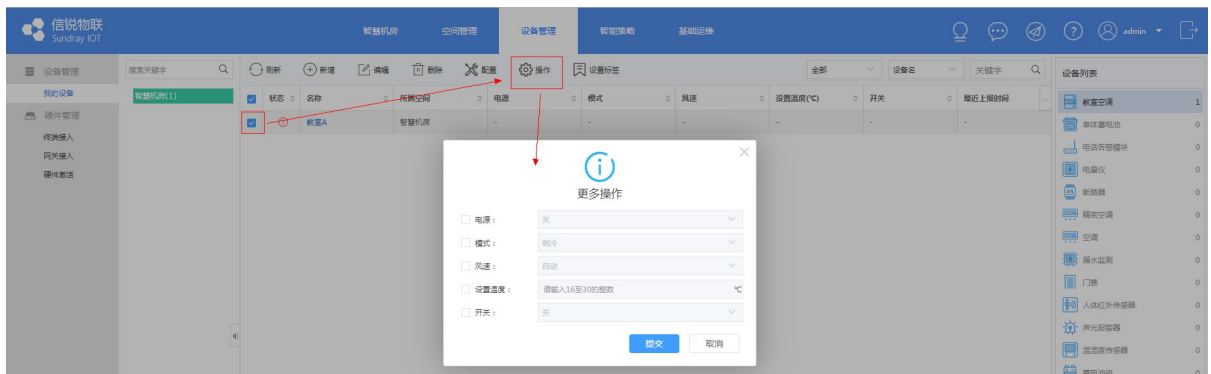 信锐物联
Sundray IOT
智慧机房 空间管理 设备管理 智能策略 基础运维
admin
设备管理
我的设备
硬件管理
终端接入
网关接入
硬件激活
搜索关键字
智慧机房(1)
刷新 新增 编辑 删除 配置 操作 设置标签
全部 设备名 关键字
状态 名称 所属空间 电源 模式 风速 设置温度(℃) 开关 最近上报时间
教室A 智慧机房 - - - - - -
更多操作
电源： 关
模式： 制冷
风速： 自动
设置温度： 请输入16至30的整数 ℃
开关： 关
提交 取消
设备列表
教室空调 1
单体蓄电池 0
电话告警模块 0
电量仪 0
断路器 0
精密空调 0
空调 0
漏水监测 0
门禁 0
人体红外传感器 0
声光报警器 0
温湿度传感器 0
蓄电池组 0